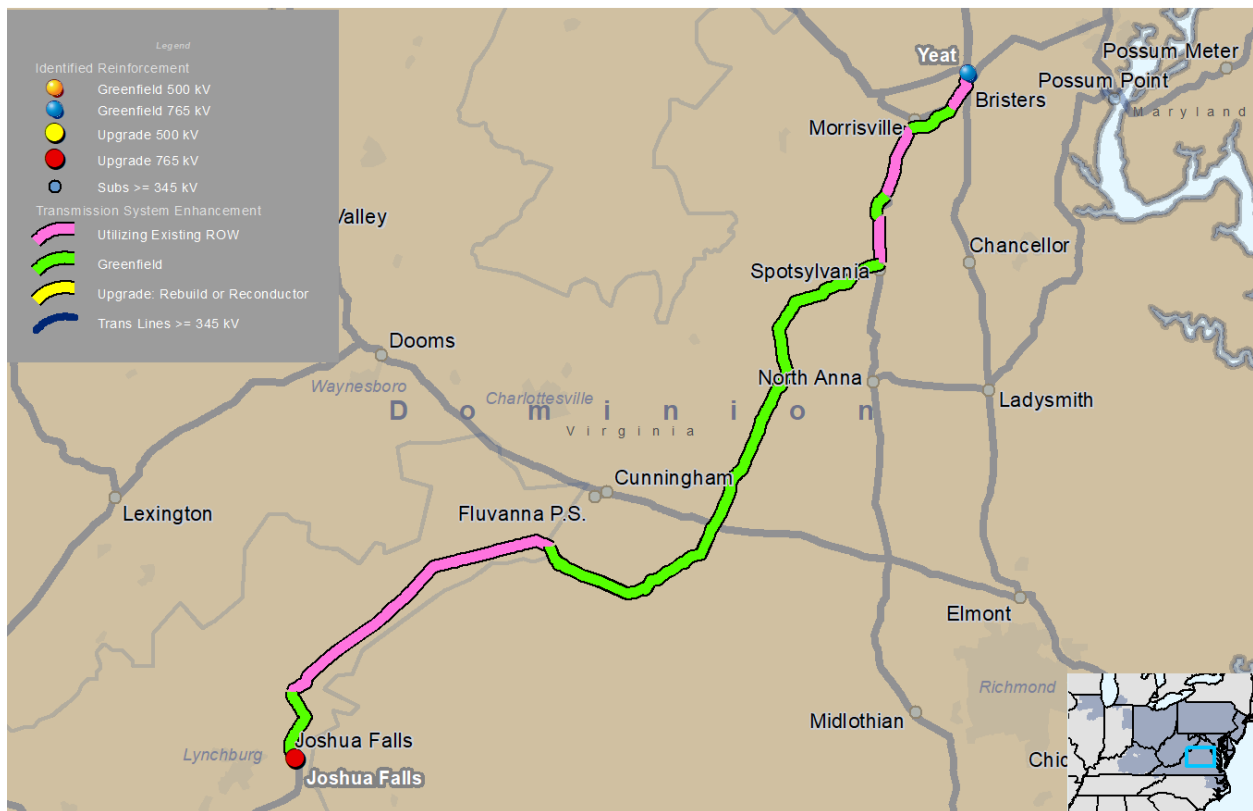 Legend
Identified Reinforcement
Greenfield 500 kV
Greenfield 765 kV
Upgrade 500 kV
Upgrade 765 kV
Subs >= 345 kV
Transmission System Enhancement
Utilizing Existing ROW
Greenfield
Upgrade: Rebuild or Reconductor
Trans Lines >= 345 kV
Yeat
Possum Meter
Possum Point
Bristers
Maryland
Morrisville
Valley
Chancellor
Spotsylvania
Dooms
Waynesboro
North Anna
Charlottesville
Ladysmith
Dominion
Virginia
Cunningham
Lexington
Fluvanna P.S.
Elmont
Richmond
Midlothian
Joshua Falls
Lynchburg
Joshua Falls
Chic